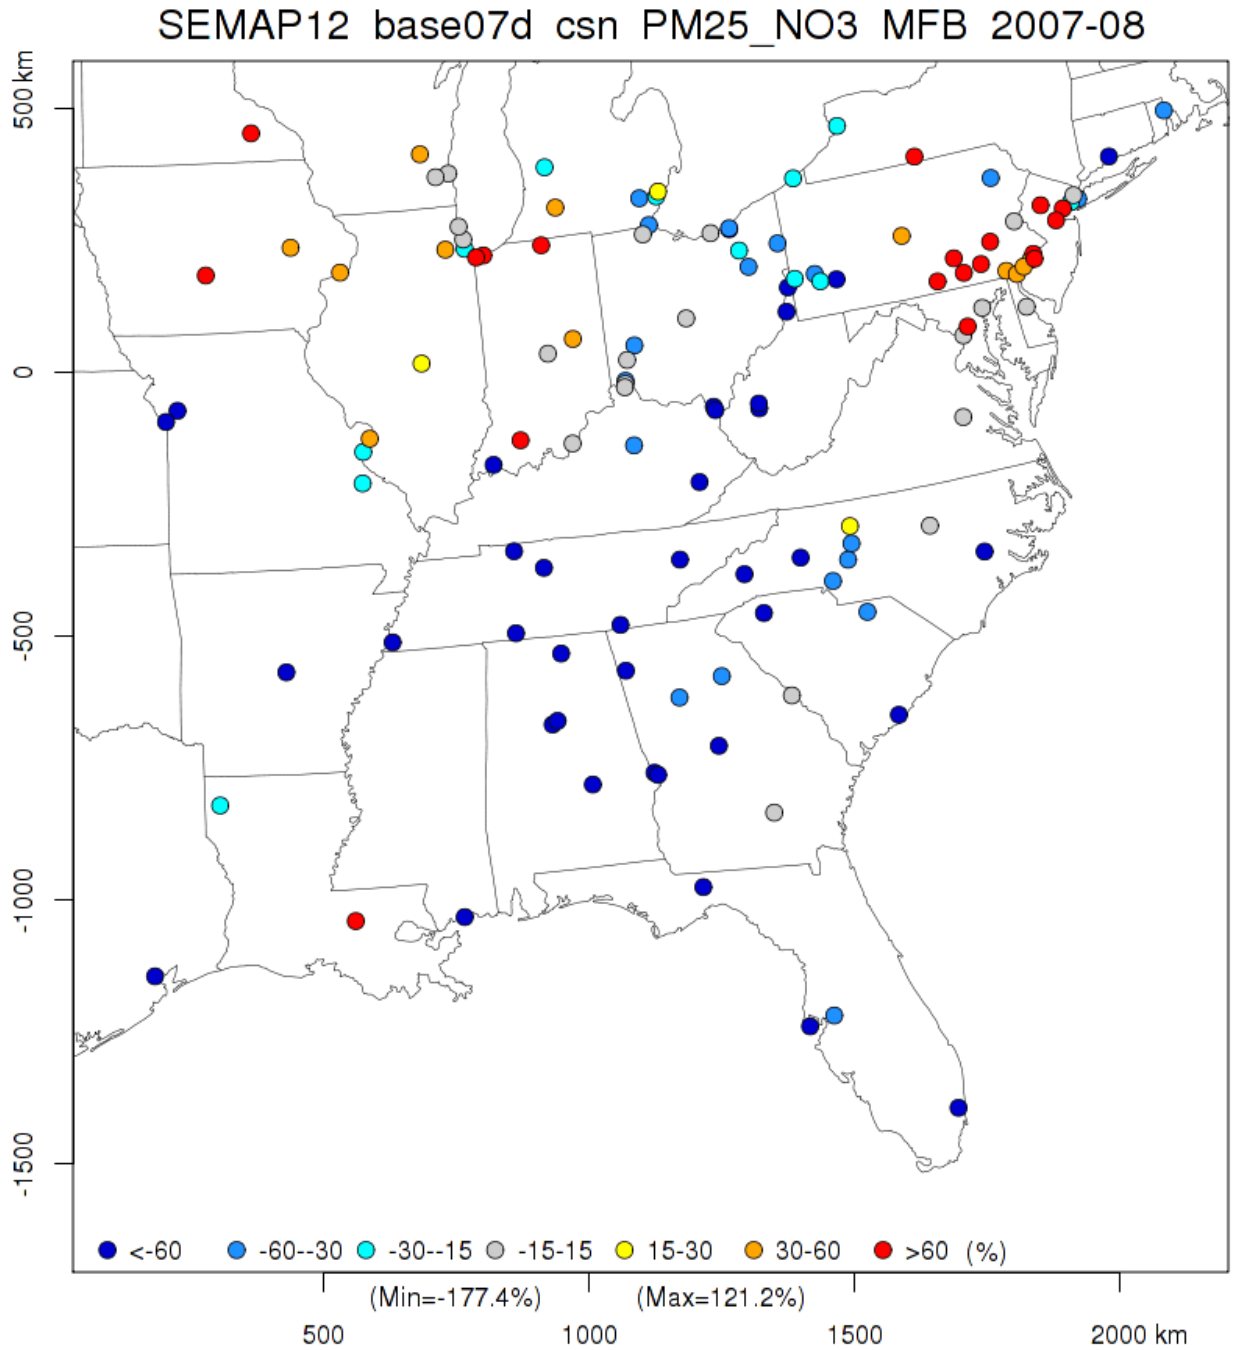 SEMAP12 base07d csn PM25_NO3 MFB 2007-08
500 km
0
-500
-1000
-1500
<-60 -60--30 -30--15 -15-15 15-30 30-60 >60 (%)
(Min=-177.4%) (Max=121.2%)
500 1000 1500 2000 km